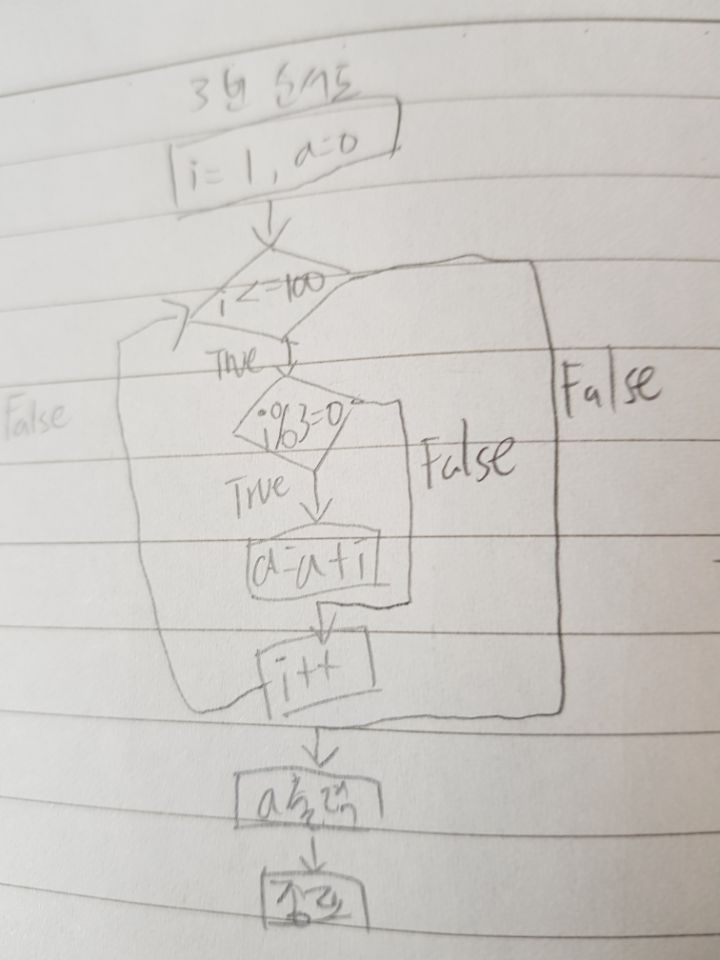 3번 순서도
i=1, a=0
i<=100
True
False
False
i%3=0
True
False
a=a+i
i++
a출력
종료